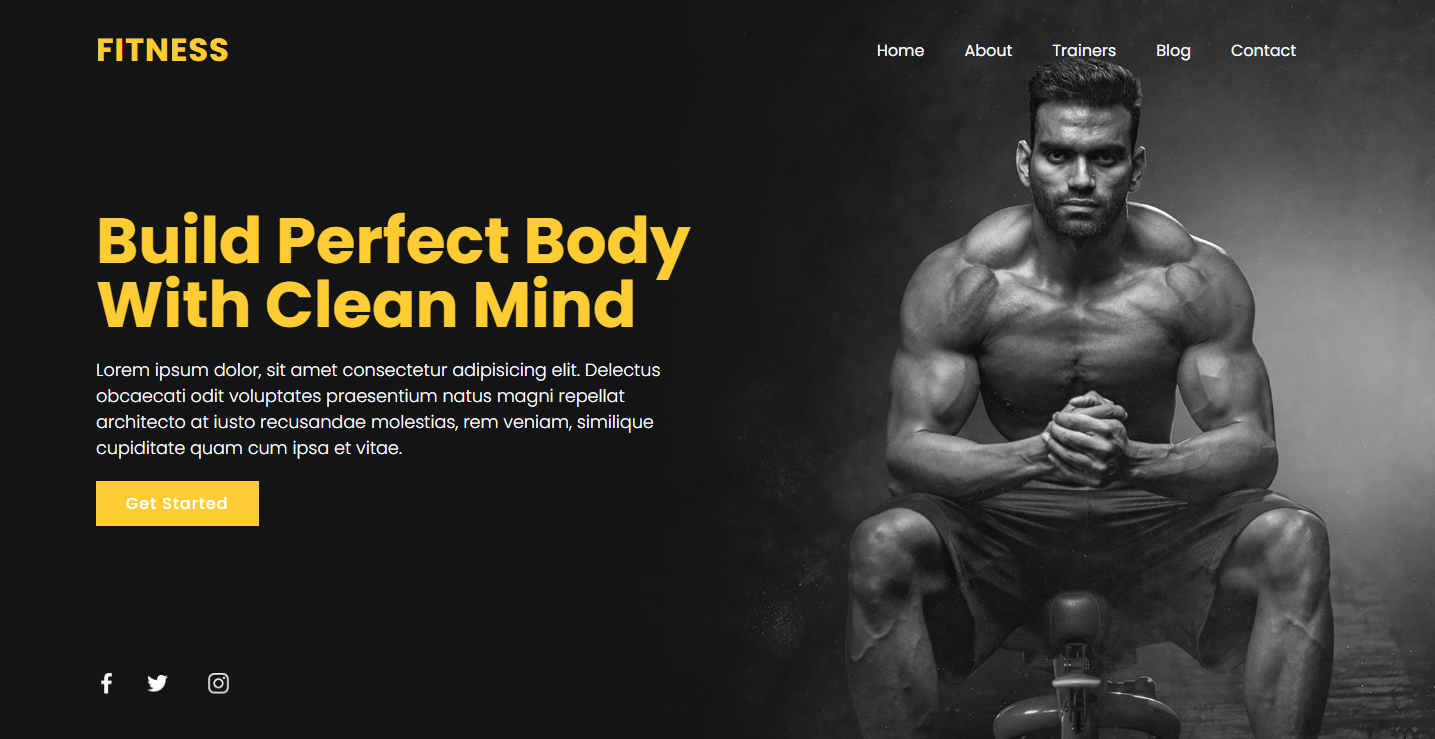 FITNESS
Home About Trainers Blog Contact
Build Perfect Body
With Clean Mind
Lorem ipsum dolor, sit amet consectetur adipisicing elit. Delectus
obcaecati odit voluptates praesentium natus magni repellat
architecto at iusto recusandae molestias, rem veniam, similique
cupiditate quam cum ipsa et vitae.
Get Started